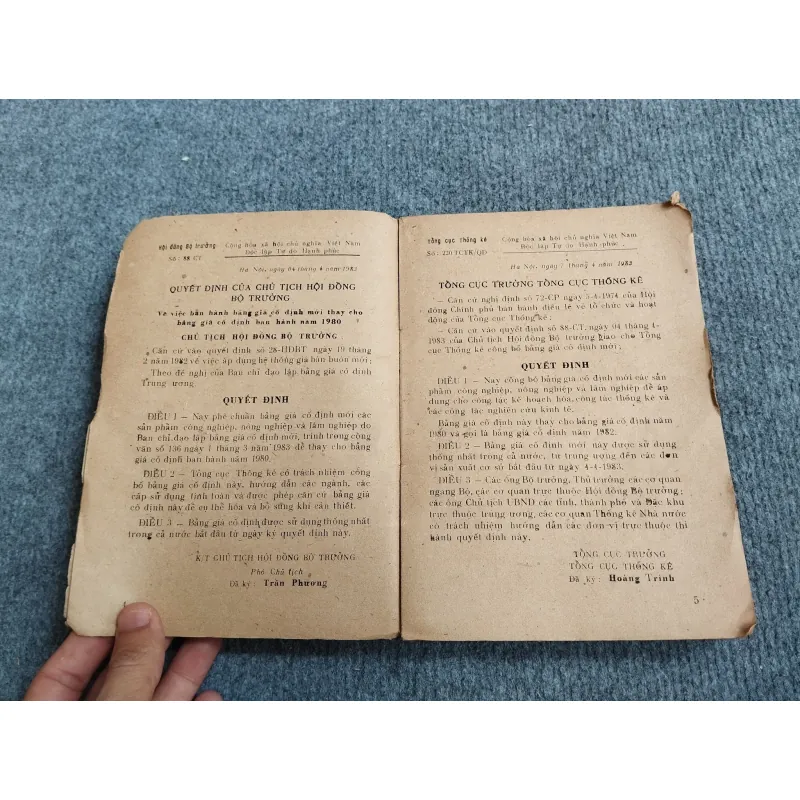 Hội đồng Bộ trưởng
Số : 88/CT
Cộng hòa xã hội chủ nghĩa Việt Nam
Độc lập Tự do Hạnh phúc
Hà Nội, ngày 04 tháng 4 năm 1983
QUYẾT ĐỊNH CỦA CHỦ TỊCH HỘI ĐỒNG
BỘ TRƯỞNG
Về việc ban hành bảng giá cố định mới thay cho
bảng giá cố định ban hành năm 1980
CHỦ TỊCH HỘI ĐỒNG BỘ TRƯỞNG
Căn cứ vào quyết định số 28-HĐBT ngày 19 tháng
2 năm 1982 về việc áp dụng hệ thống giá bán buôn mới;
Theo đề nghị của Ban chỉ đạo lập bảng giá cố định
Trung ương
QUYẾT ĐỊNH
ĐIỀU 1 — Nay phê chuẩn bảng giá cố định mới các
sản phẩm công nghiệp, nông nghiệp và lâm nghiệp do
Ban chỉ đạo lập bảng giá cố định mới, trình trong công
văn số 136 ngày 1 tháng 3 năm 1983 để thay cho bảng
giá cố định ban hành năm 1980.
ĐIỀU 2 — Tổng cục Thống kê có trách nhiệm công
bố bảng giá cố định này, hướng dẫn các ngành, các
cấp sử dụng tính toán và được phép căn cứ bảng giá
cố định này để cụ thể hóa và bổ sung khi cần thiết.
ĐIỀU 3 — Bảng giá cố định được sử dụng thống nhất
trong cả nước bắt đầu từ ngày ký quyết định này.
K/T CHỦ TỊCH HỘI ĐỒNG BỘ TRƯỞNG
Phó Chủ tịch
Đã ký : Trần Phương
Tổng cục Thống kê
Số : 220 TCTK/QĐ
Cộng hòa xã hội chủ nghĩa Việt Nam
Độc lập Tự do Hạnh phúc
Hà Nội, ngày 7 tháng 4 năm 1983
TỔNG CỤC TRƯỞNG TỔNG CỤC THỐNG KÊ
— Căn cứ nghị định số 72-CP ngày 5-4-1974 của Hội
đồng Chính phủ ban hành điều lệ về tổ chức và hoạt
động của Tổng cục Thống kê;
— Căn cứ vào quyết định số 88-CT, ngày 04 tháng 4-
1983 của Chủ tịch Hội đồng Bộ trưởng giao cho Tổng
cục Thống kê công bố bảng giá cố định mới;
QUYẾT ĐỊNH
ĐIỀU 1 — Nay công bố bảng giá cố định mới các sản
phẩm công nghiệp, nông nghiệp và lâm nghiệp để áp
dụng cho công tác kế hoạch hóa, công tác thống kê và
các công tác nghiên cứu kinh tế.
Bảng giá cố định này thay cho bảng giá cố định năm
1980 và gọi là bảng giá cố định năm 1982.
ĐIỀU 2 — Bảng giá cố định mới này được sử dụng
thống nhất trong cả nước, từ trung ương đến các đơn
vị sản xuất cơ sở bắt đầu từ ngày 4-4-1983.
ĐIỀU 3 — Các ông Bộ trưởng, Thủ trưởng các cơ quan
ngang Bộ, các cơ quan trực thuộc Hội đồng Bộ trưởng;
các ông Chủ tịch UBND các tỉnh, thành phố và Đặc khu
trực thuộc trung ương, các cơ quan Thống kê Nhà nước
có trách nhiệm hướng dẫn các đơn vị trực thuộc thi
hành quyết định này.
TỔNG CỤC TRƯỞNG
TỔNG CỤC THỐNG KÊ
Đã ký : Hoàng Trình
5